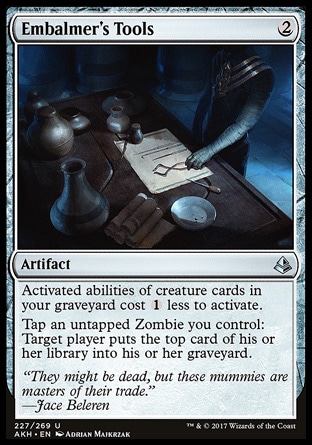 Embalmer's Tools 2
Artifact
Activated abilities of creature cards in
your graveyard cost 1 less to activate.
Tap an untapped Zombie you control:
Target player puts the top card of his or
her library into his or her graveyard.
"They might be dead, but these mummies are
masters of their trade."
—Jace Beleren
227/269 U
AKH • EN Adrian Majkrzak ™ & © 2017 Wizards of the Coast